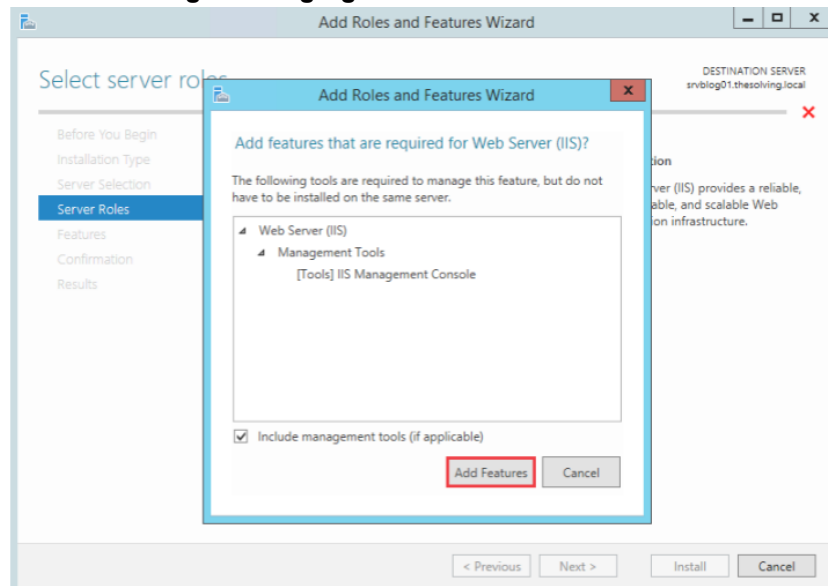 Add Roles and Features Wizard
Select server
DESTINATION SERVER
srvblog01.thesolving.local
Before You Begin
Installation Type
Server Selection
Server Roles
Features
Confirmation
Results
Add Roles and Features Wizard
x
Add features that are required for Web Server (IIS)?
The following tools are required to manage this feature, but do not
have to be installed on the same server.
Web Server (IIS)
Management Tools
[Tools] IIS Management Console
Include management tools (if applicable)
Add Features
Cancel
(IIS) provides a reliable,
and scalable Web
infrastructure.
< Previous
Next >
Install
Cancel